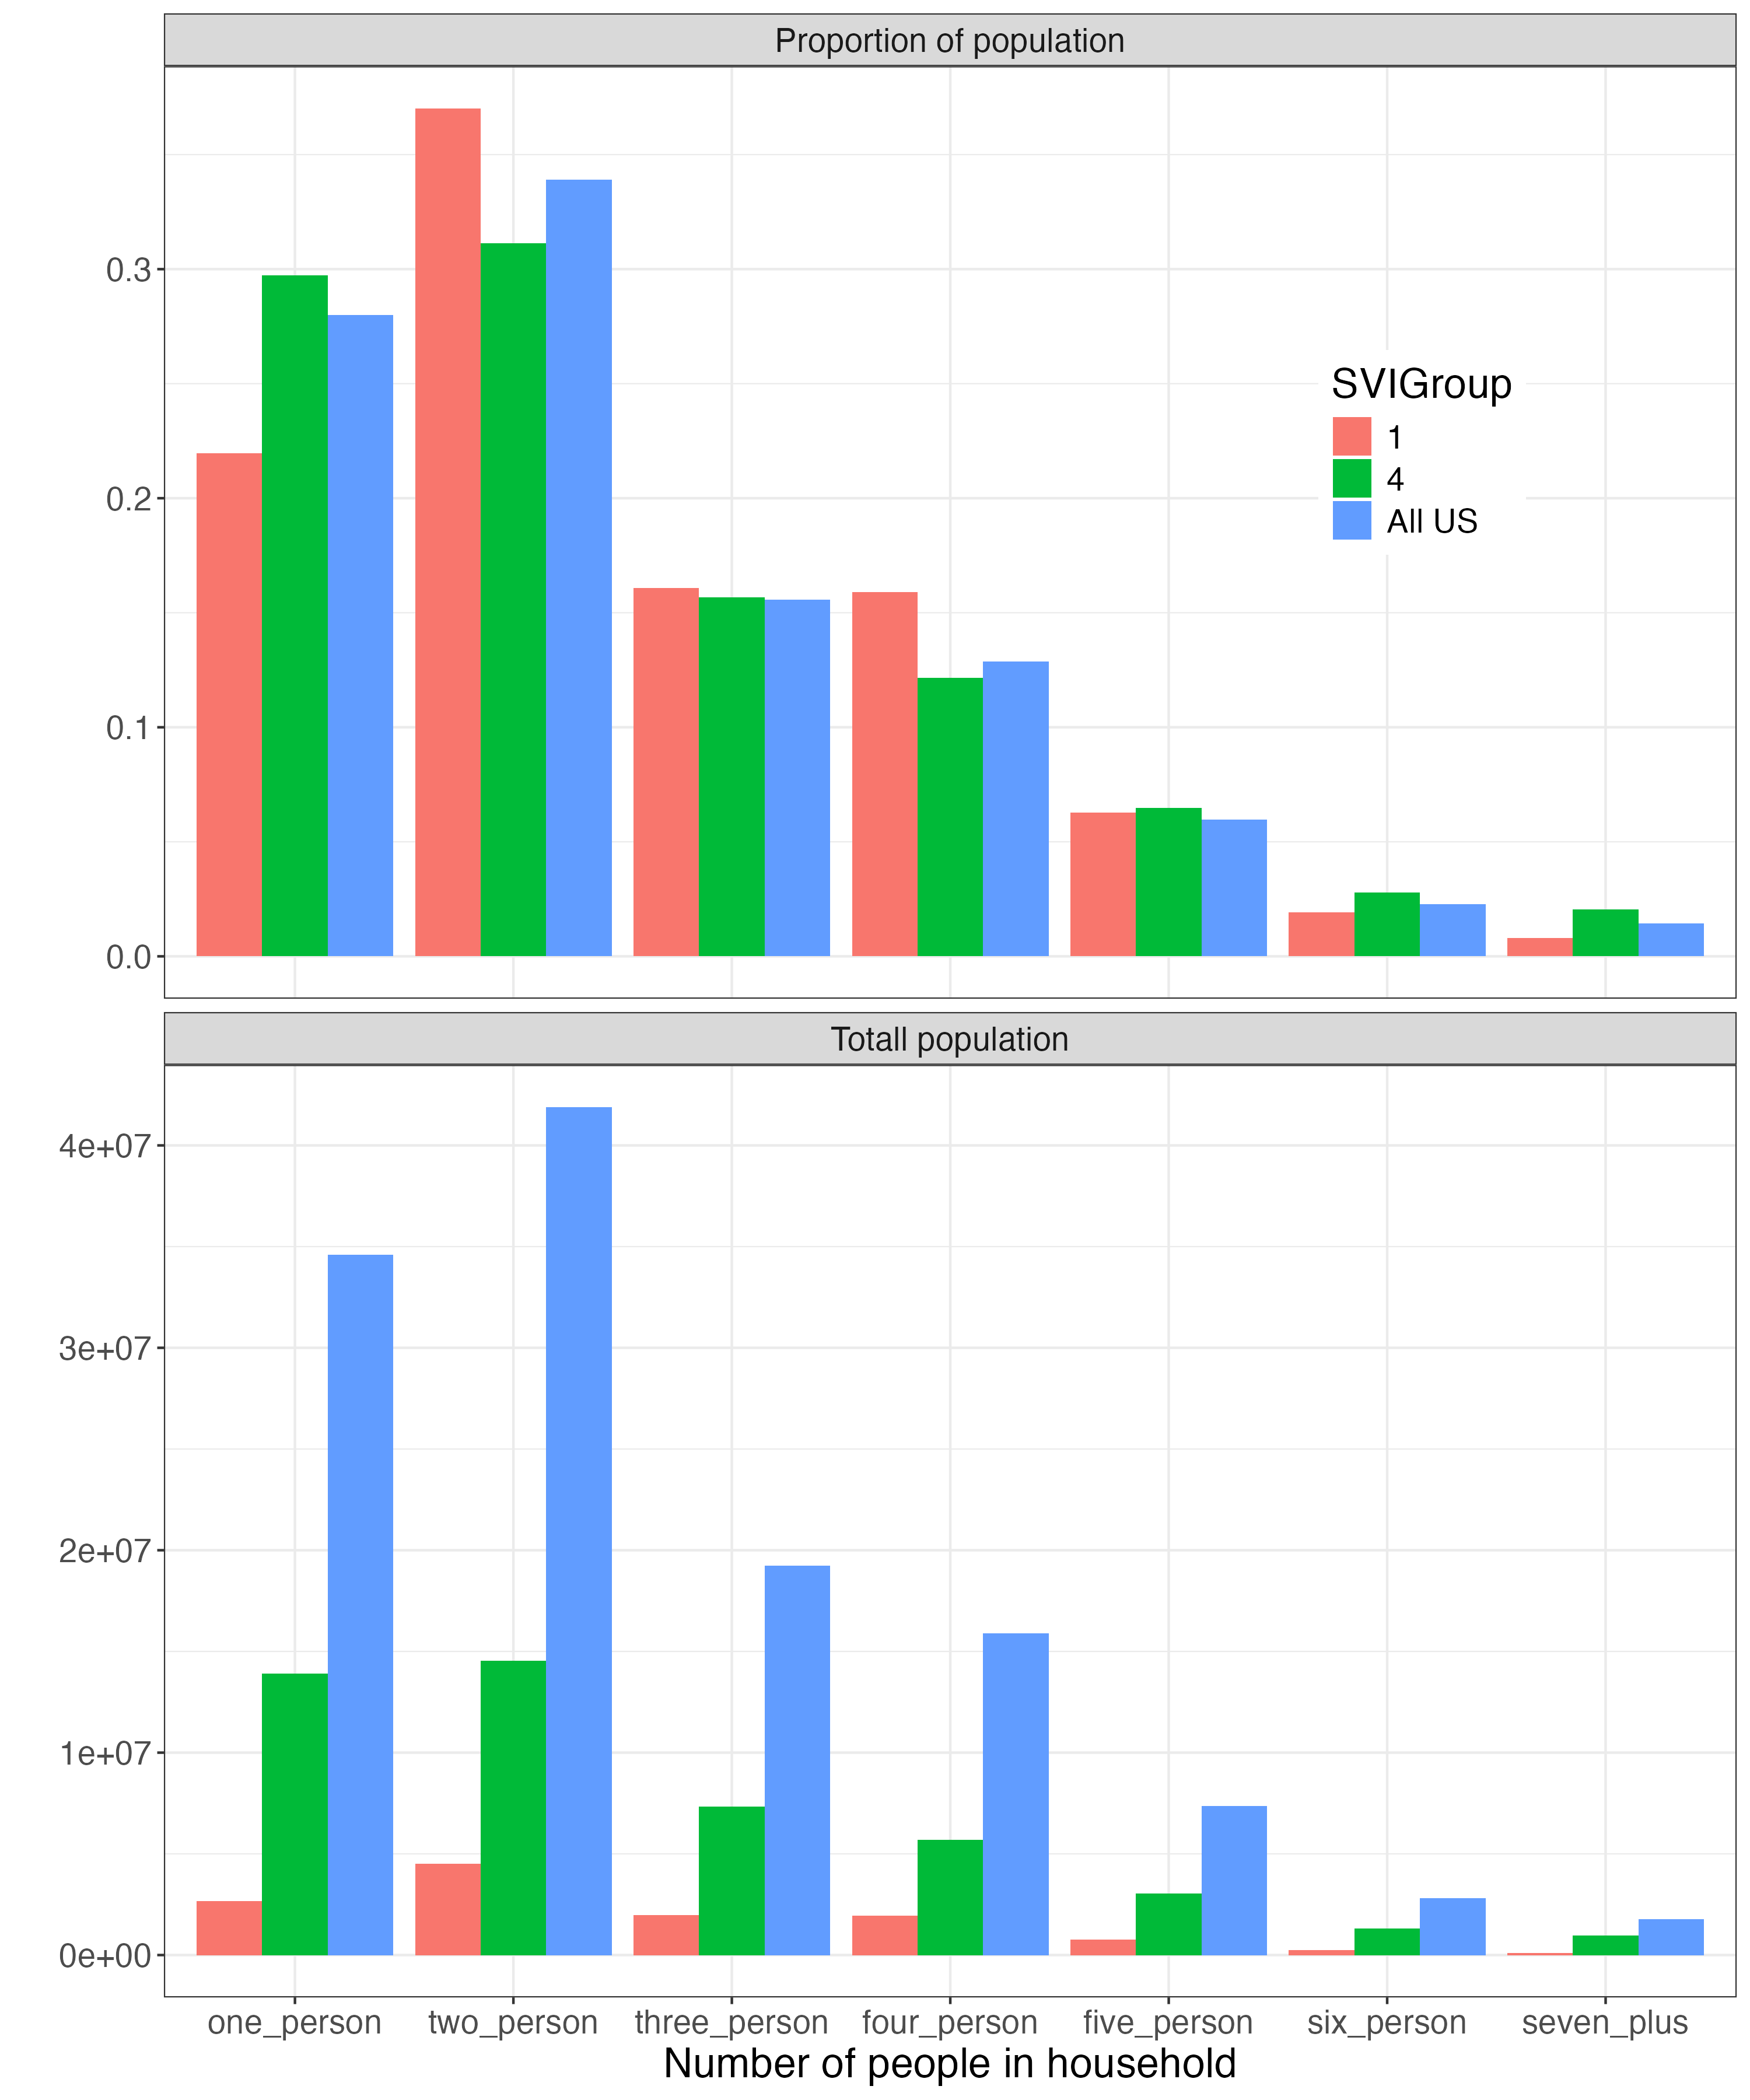 Proportion of population
0.3
0.2
0.1
0.0
SVIGroup
1
4
All US
Totall population
4e+07
3e+07
2e+07
1e+07
0e+00
one_person two_person three_person four_person five_person six_person seven_plus
Number of people in household